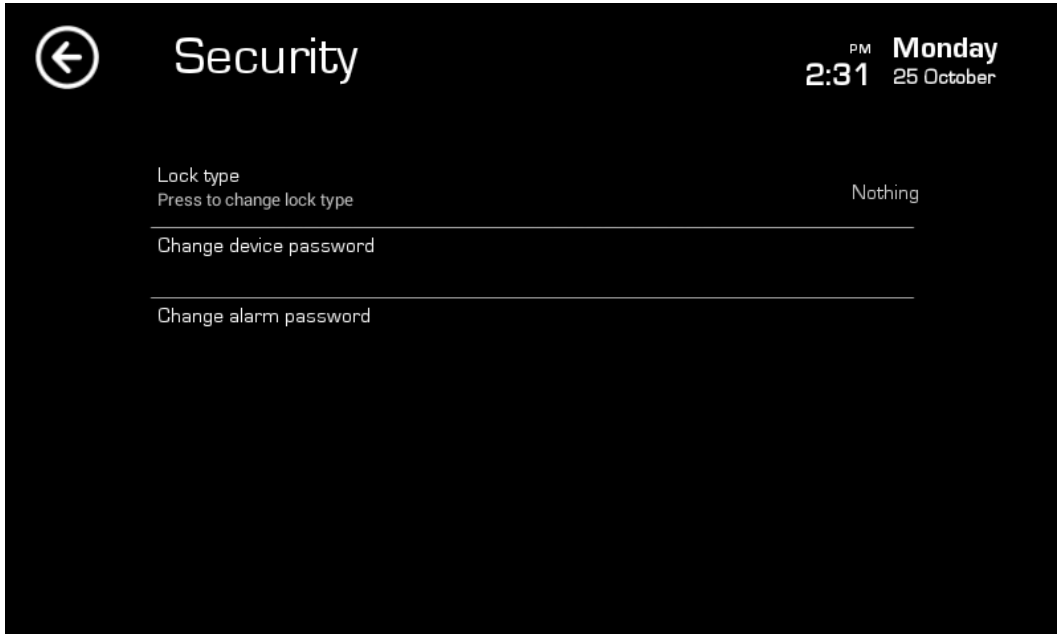 Security
PM
2:31
Monday
25 October
Lock type
Press to change lock type
Nothing
Change device password
Change alarm password